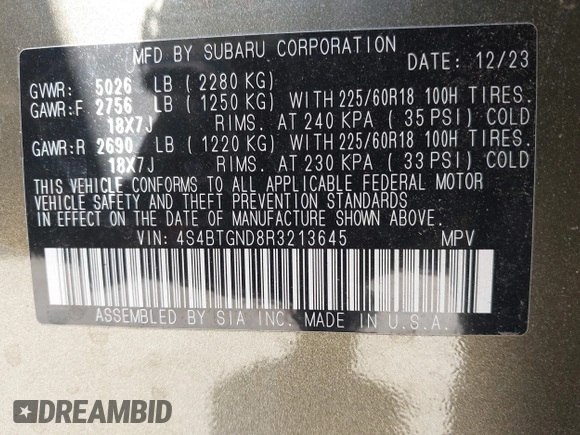 MFD BY SUBARU CORPORATION DATE: 12/23
GVWR: 5026 LB (2280 KG)
GAWR:F 2756 LB (1250 KG) WITH 225/60R18 100H TIRES.
18X7J RIMS. AT 240 KPA (35 PSI) COLD
GAWR:R 2690 LB (1220 KG) WITH 225/60R18 100H TIRES.
18X7J RIMS. AT 230 KPA (33 PSI) COLD
THIS VEHICLE CONFORMS TO ALL APPLICABLE FEDERAL MOTOR
VEHICLE SAFETY AND THEFT PREVENTION STANDARDS
IN EFFECT ON THE DATE OF MANUFACTURE SHOWN ABOVE.
VIN: 4S4BTGND8R3213645 MPV
ASSEMBLED BY SIA INC. MADE IN U.S.A.
DREAMBID